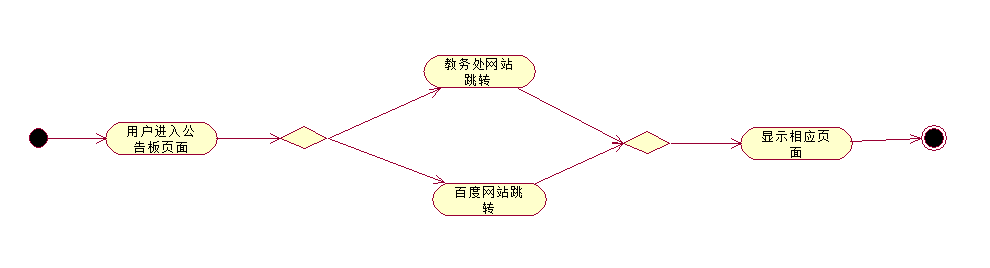 教务处网站
跳转
用户进入公
告板页面
显示相应页
面
百度网站跳
转